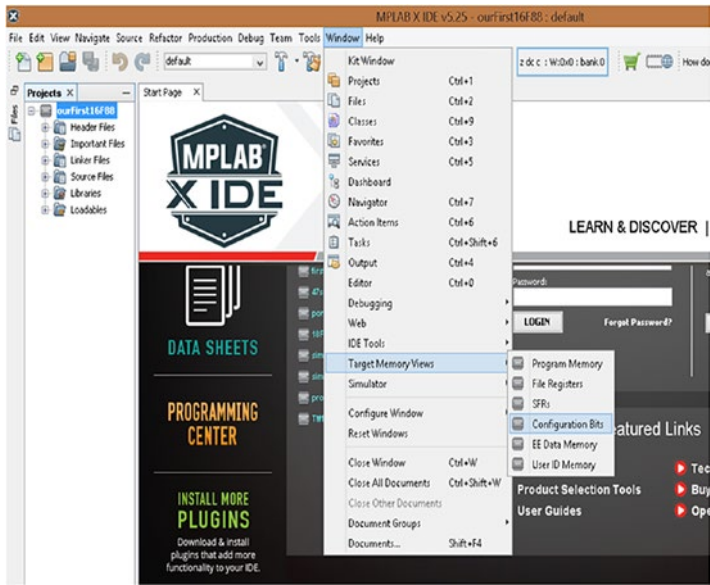 MPLAB X IDE v5.25 - ourFirst16F88 : default
File Edit View Navigate Source Refactor Production Debug Team Tools Window Help
default
z dc c : W:0x0 : bank 0
How do
Projects X
Start Page X
Files
ourFirst16F88
Header Files
Important Files
Linker Files
Source Files
Libraries
Loadables
MPLAB
X IDE
LEARN & DISCOVER |
Kit Window
Projects Ctrl+1
Files Ctrl+2
Classes Ctrl+9
Favorites Ctrl+3
Services Ctrl+5
Dashboard
Navigator Ctrl+7
Action Items Ctrl+6
Tasks Ctrl+Shift+6
Output Ctrl+4
Editor Ctrl+0
Debugging
Web
IDE Tools
Target Memory Views
Simulator
Configure Window
Reset Windows
Close Window Ctrl+W
Close All Documents Ctrl+Shift+W
Close Other Documents
Document Groups
Documents... Shift+F4
Program Memory
File Registers
SFRs
Configuration Bits
EE Data Memory
User ID Memory
Password:
LOGIN
Forgot Password?
DATA SHEETS
PROGRAMMING
CENTER
INSTALL MORE
PLUGINS
Download & install
plugins that add more
functionality to your IDE.
atured Links
Product Selection Tools
User Guides
Tec
Buy
Ope